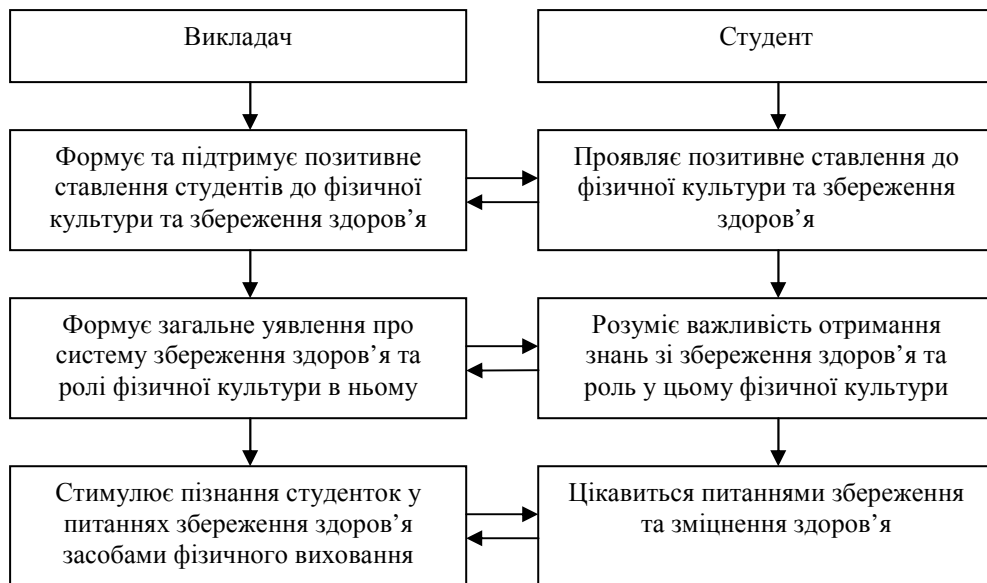 Викладач
Студент
Формує та підтримує позитивне
ставлення студентів до фізичної
культури та збереження здоров’я
Проявляє позитивне ставлення до
фізичної культури та збереження
здоров’я
Формує загальне уявлення про
систему збереження здоров’я та
ролі фізичної культури в ньому
Розуміє важливість отримання
знань зі збереження здоров’я та
роль у цьому фізичної культури
Стимулює пізнання студенток у
питаннях збереження здоров’я
засобами фізичного виховання
Цікавиться питаннями збереження
та зміцнення здоров’я